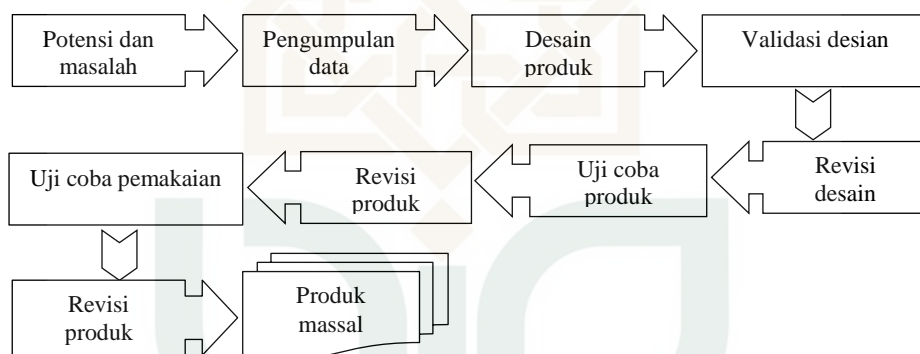 Potensi dan
masalah
Pengumpulan
data
Desain
produk
Validasi desian
Revisi
desain
Uji coba
produk
Revisi
produk
Uji coba pemakaian
Revisi
produk
Produk
massal